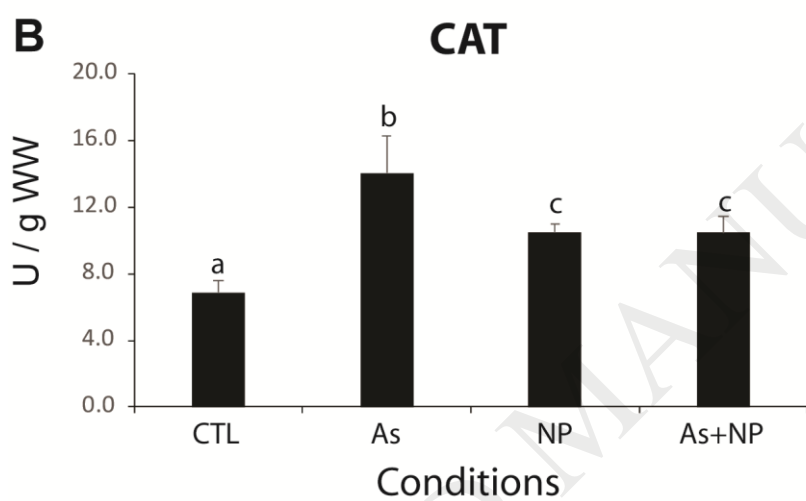 B
CAT
20.0
16.0
12.0
8.0
4.0
0.0
U / g WW
a
b
c
c
CTL As NP As+NP
Conditions
MANU